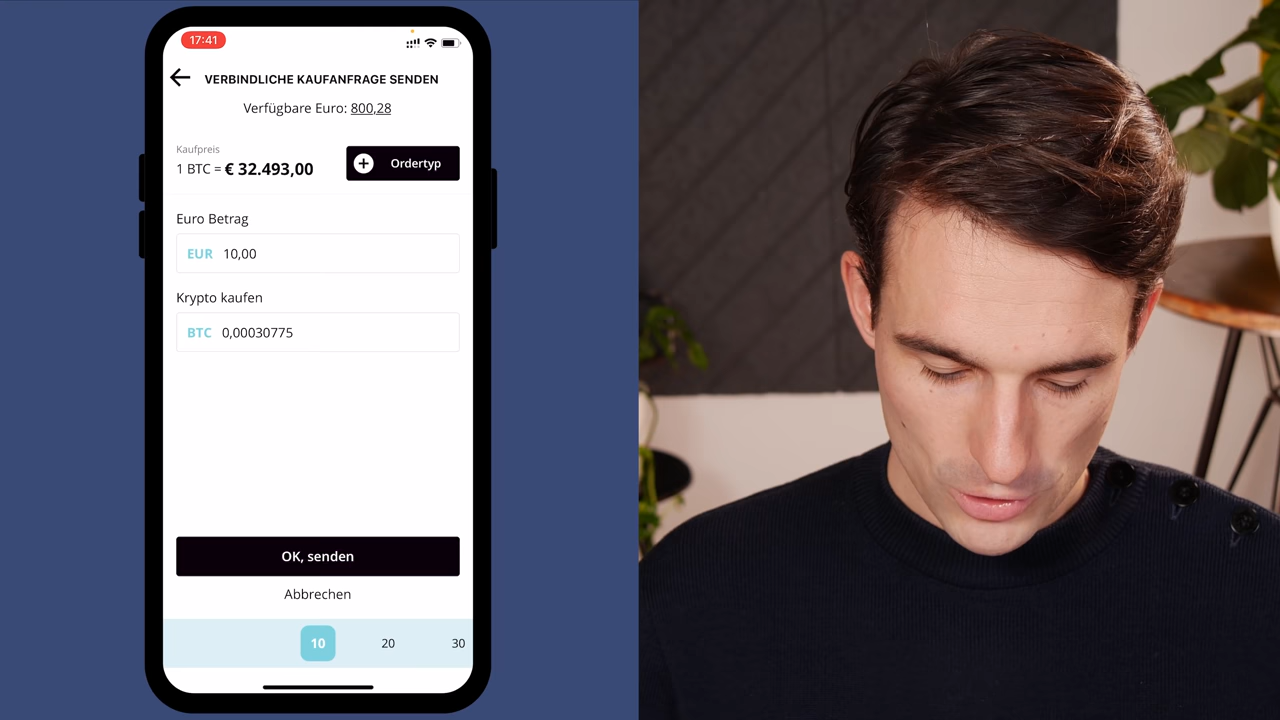 17:41
VERBINDLICHE KAUFANFRAGE SENDEN
Verfügbare Euro: 800,28
Kaufpreis
1 BTC = € 32.493,00
Ordertyp
Euro Betrag
EUR 10,00
Krypto kaufen
BTC 0,00030775
OK, senden
Abbrechen
10 20 30